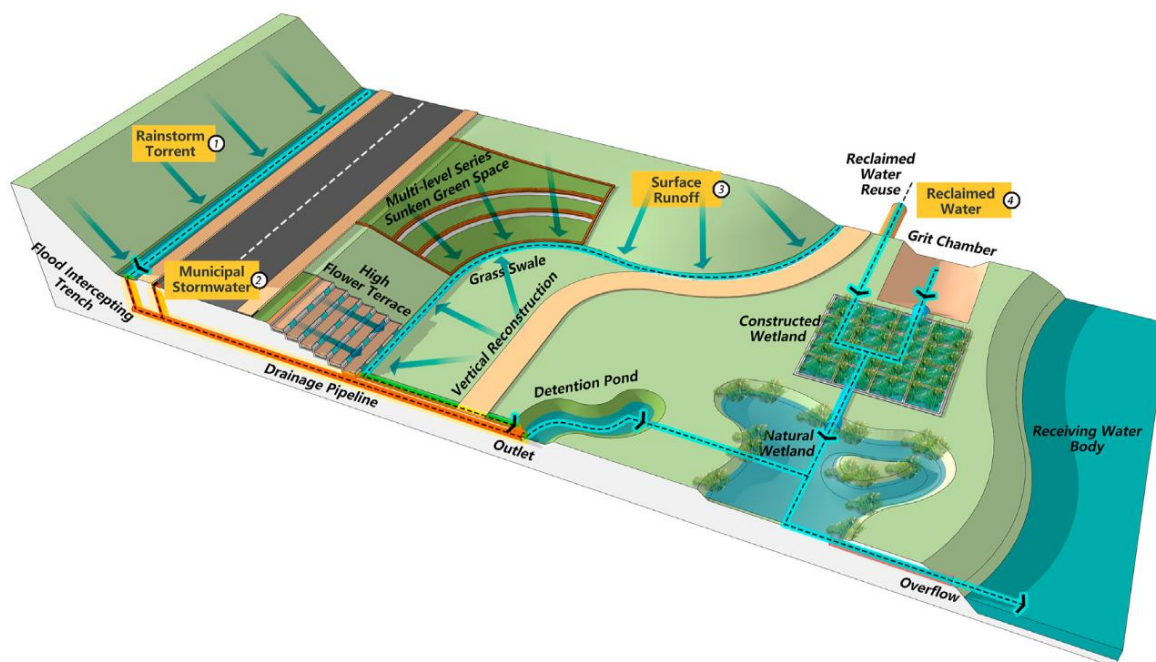 Rainstorm
Torrent
1
Municipal
Stormwater
2
Flood Intercepting
Trench
Multi-level Series
Sunken Green Space
Surface
Runoff
3
Reclaimed
Water
Reuse
Reclaimed
Water
4
Grit Chamber
High
Flower Terrace
Grass Swale
Vertical Reconstruction
Constructed
Wetland
Drainage Pipeline
Detention Pond
Outlet
Natural
Wetland
Receiving Water
Body
Overflow